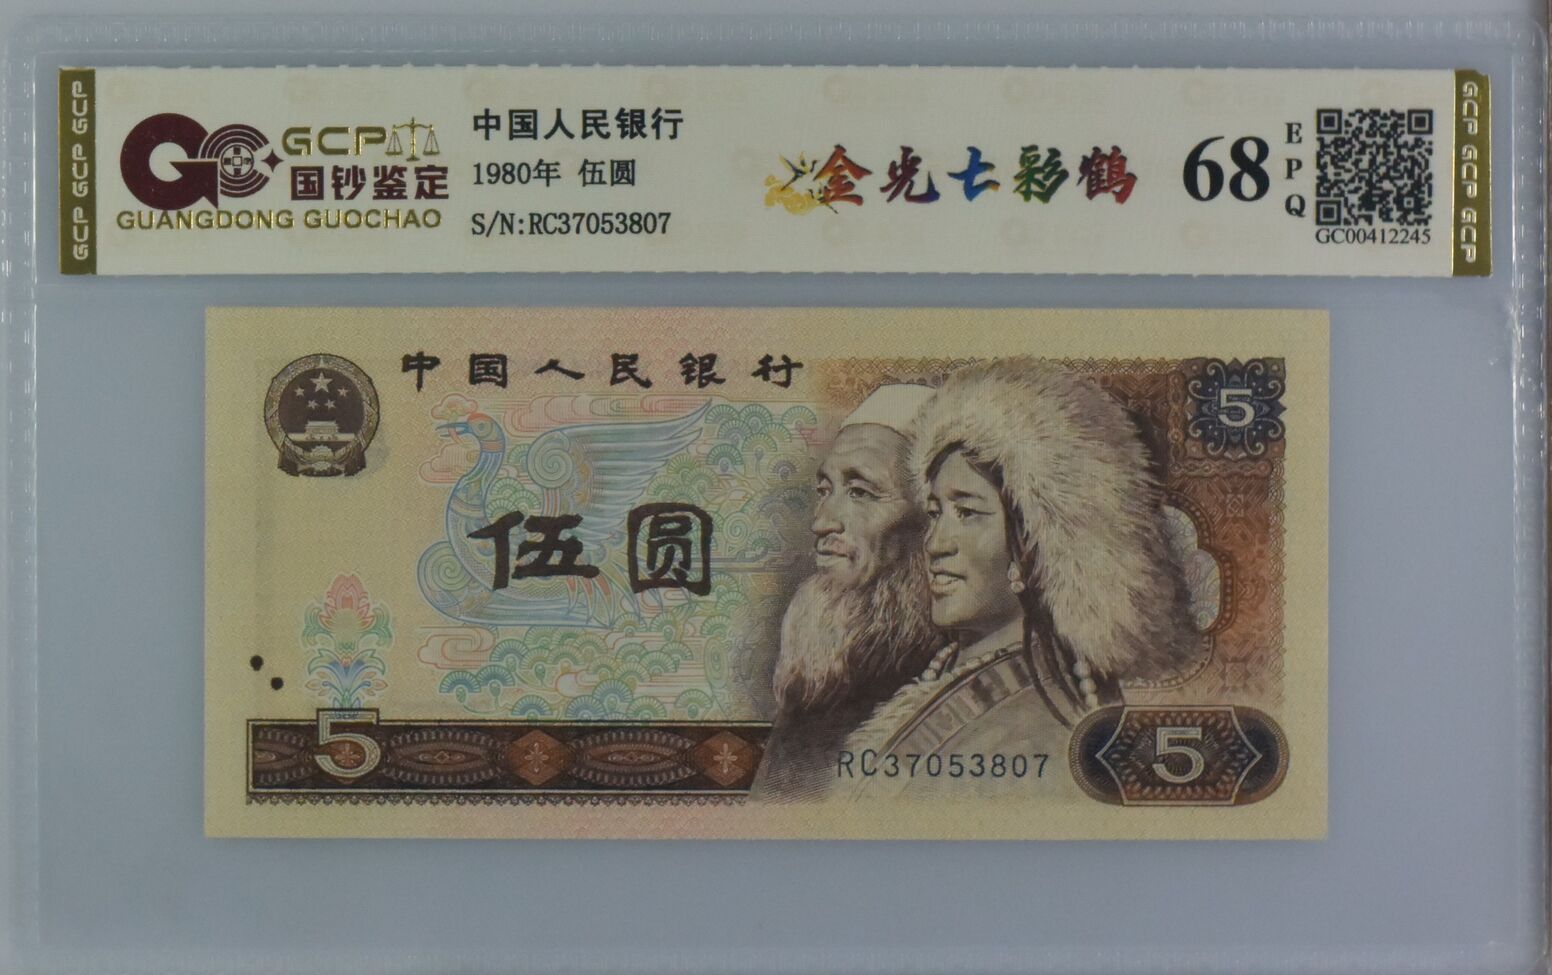 GCP GCP GCP
GCP
国钞鉴定
GUANGDONG GUOCHAO
中国人民银行
1980年 伍圆
S/N:RC37053807
金光七彩鹤
68
EPQ
GC00412245
GCP GCP GCP
中国人民银行
5
伍圆
5
RC37053807
5